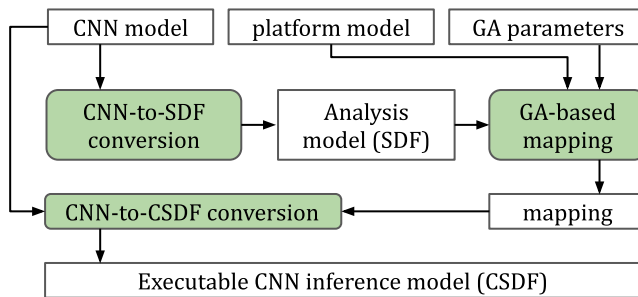 CNN model
platform model
GA parameters
CNN-to-SDF
conversion
Analysis
model (SDF)
GA-based
mapping
CNN-to-CSDF conversion
mapping
Executable CNN inference model (CSDF)